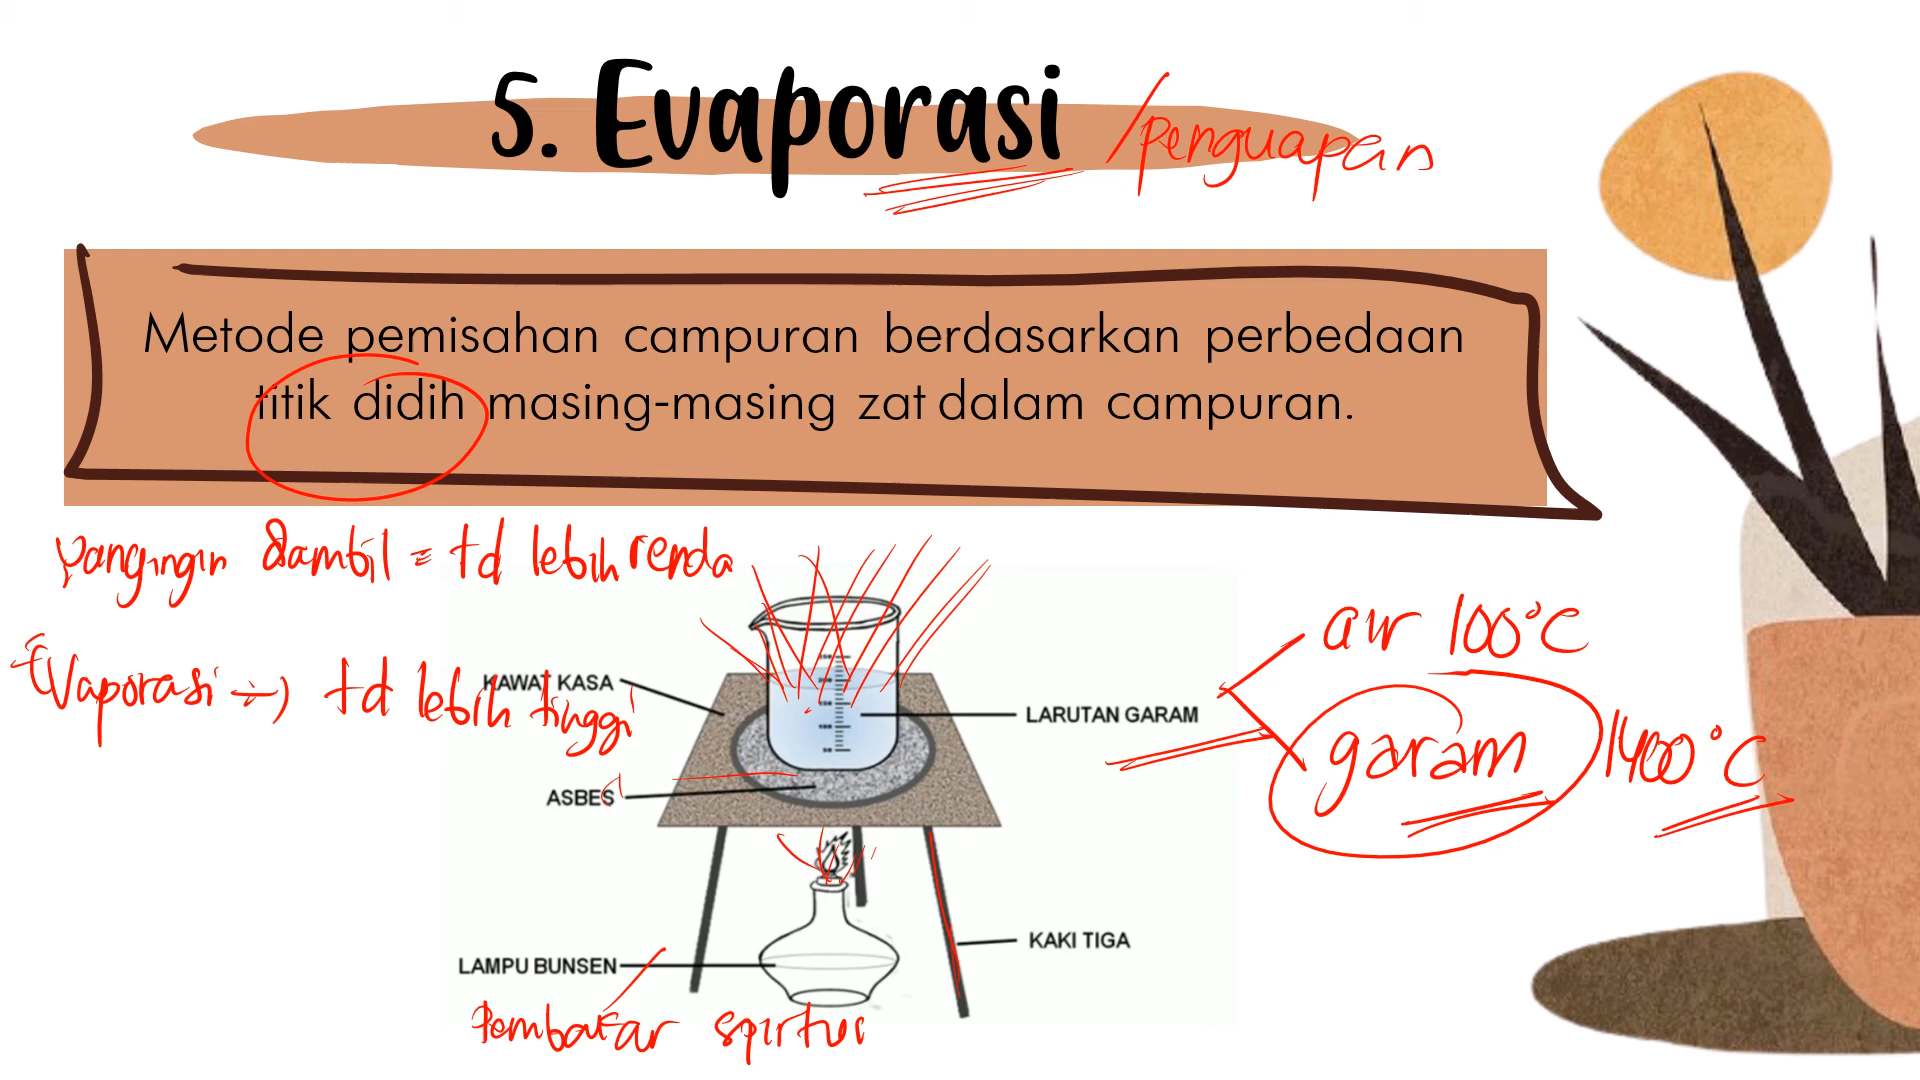 5. Evaporasi /penguapan
Metode pemisahan campuran berdasarkan perbedaan
titik didih masing-masing zat dalam campuran.
yang ingin diambil = td lebih renda
Evaporasi → td lebih tinggi
KAWAT KASA
LARUTAN GARAM
ASBES
LAMPU BUNSEN
KAKI TIGA
Pembakar spirtus
air 100°C
garam 1400°C